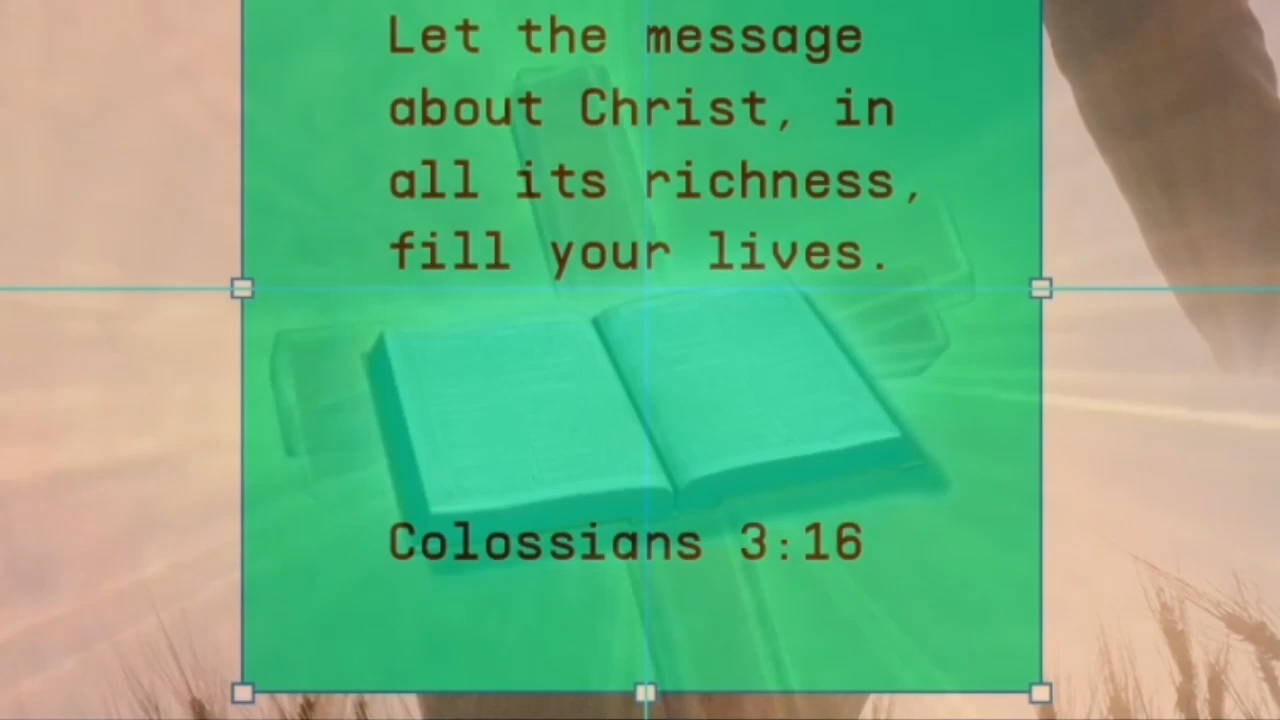 Let the message
about Christ, in
all its richness,
fill your lives.
Colossians 3:16